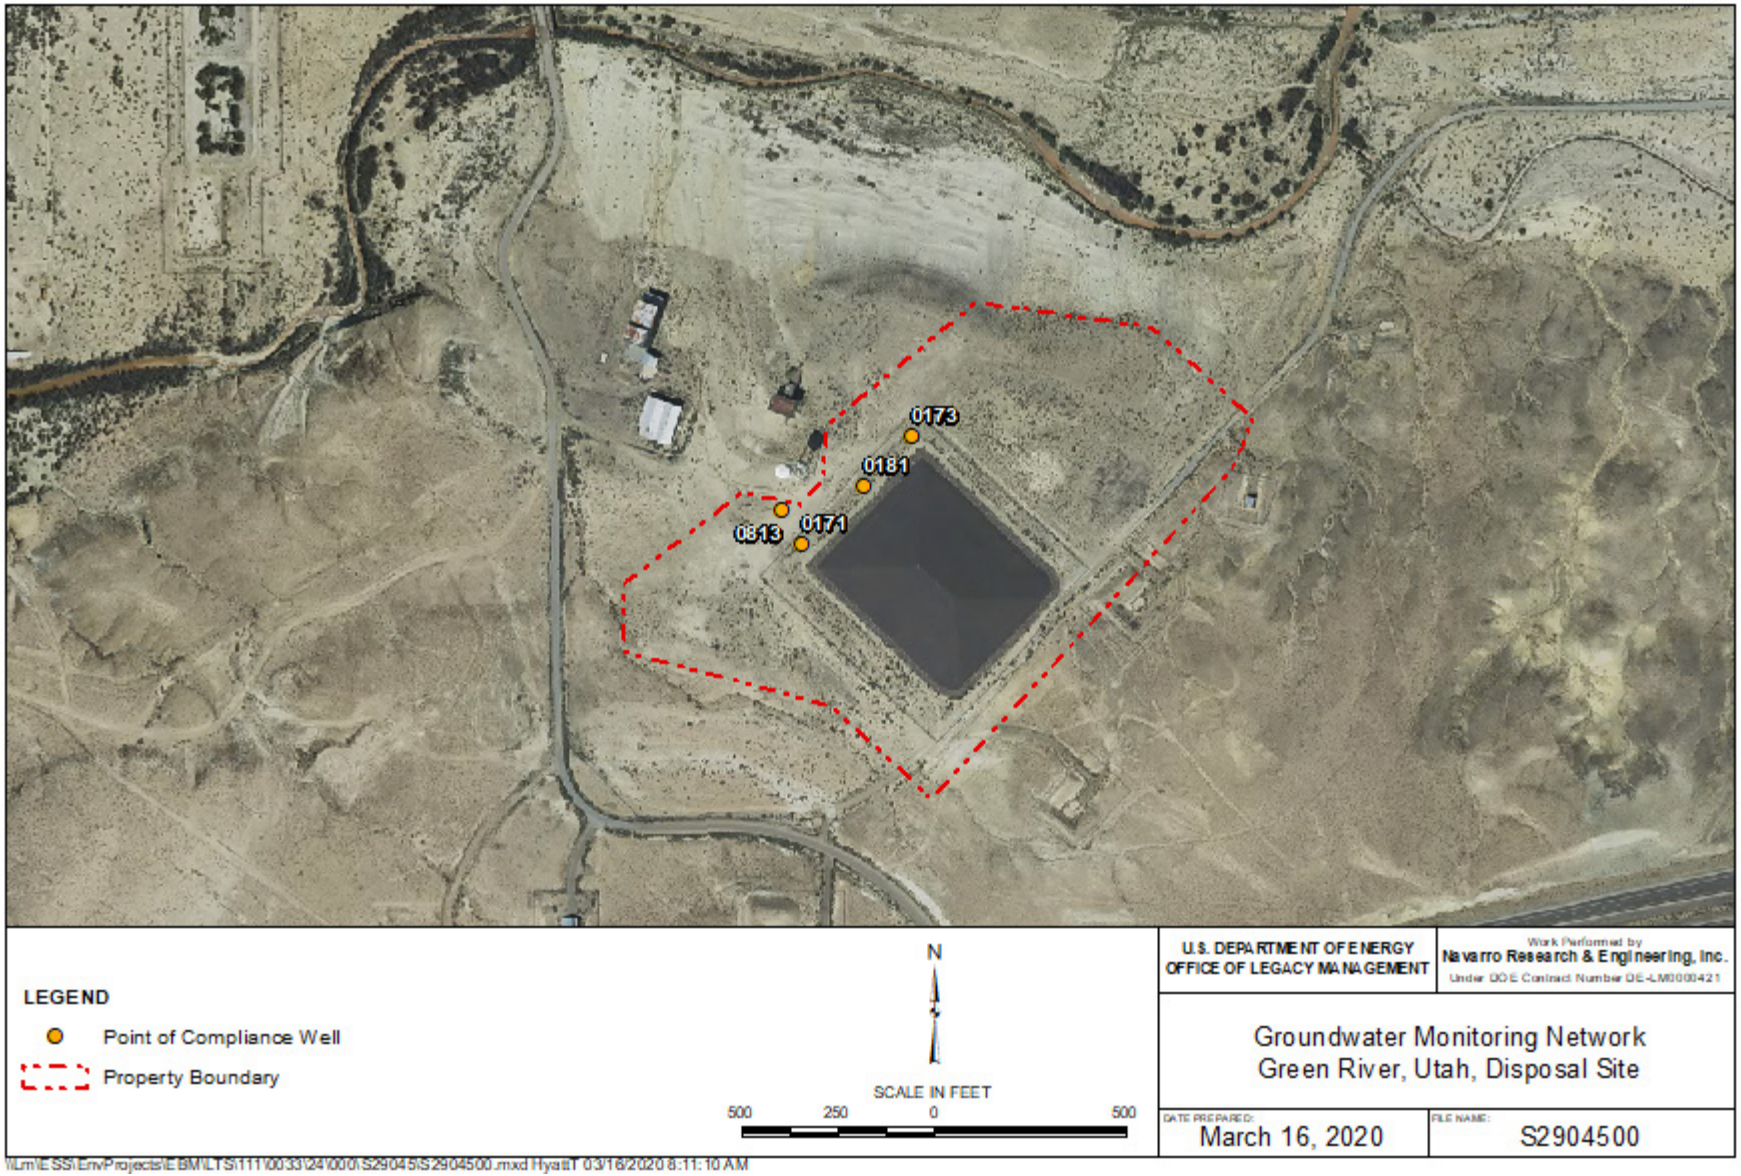 0173
0181
0813
0171
LEGEND
Point of Compliance Well
Property Boundary
N
SCALE IN FEET
500 250 0 500
U.S. DEPARTMENT OF ENERGY
OFFICE OF LEGACY MANAGEMENT
Work Performed by
Navarro Research & Engineering, Inc.
Under DOE Contract Number DE-LM0000421
Groundwater Monitoring Network
Green River, Utah, Disposal Site
DATE PREPARED:
March 16, 2020
FILE NAME:
S2904500
\\Lm\ESS\EnvProjects\EBM\LTS\111\0033\24\000\S29045\S2904500.mxd HyattT 03/16/2020 8:11:10 AM